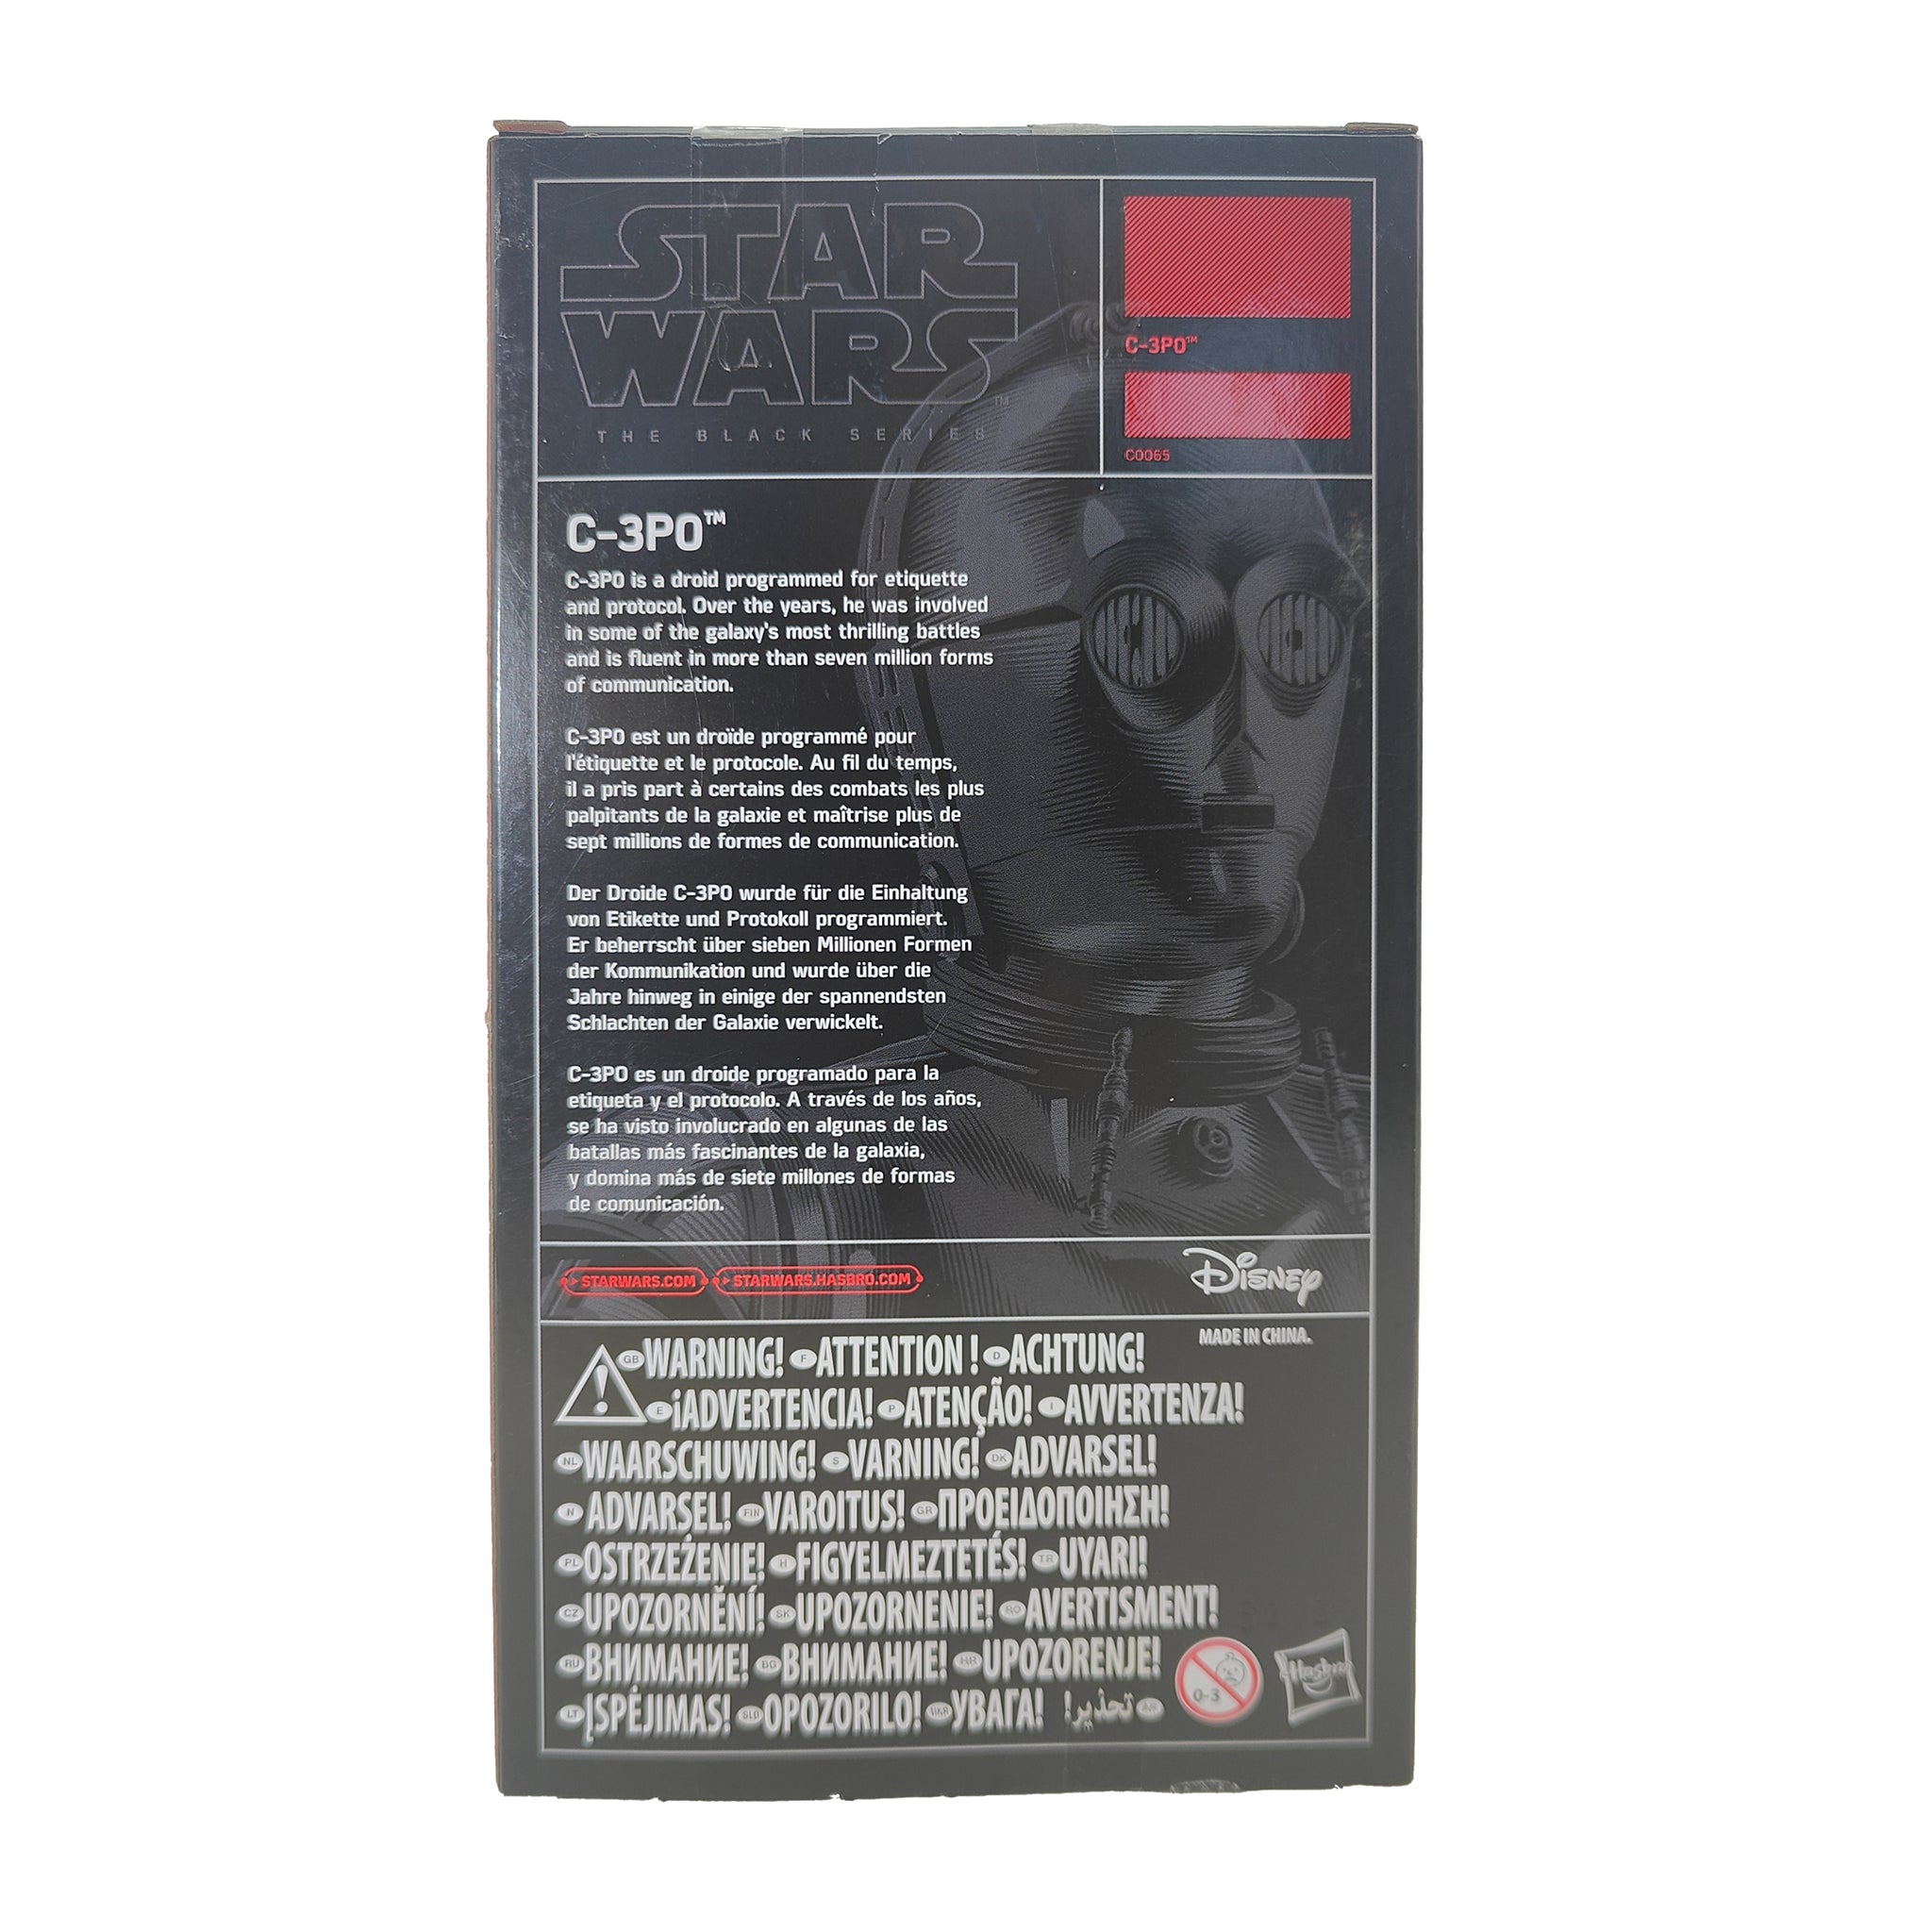 STAR
WARS™
THE BLACK SERIES
C-3PO™
C0065
C-3PO™
C-3PO is a droid programmed for etiquette
and protocol. Over the years, he was involved
in some of the galaxy's most thrilling battles
and is fluent in more than seven million forms
of communication.
C-3PO est un droïde programmé pour
l'étiquette et le protocole. Au fil du temps,
il a pris part à certains des combats les plus
palpitants de la galaxie et maîtrise plus de
sept millions de formes de communication.
Der Droide C-3PO wurde für die Einhaltung
von Etikette und Protokoll programmiert.
Er beherrscht über sieben Millionen Formen
der Kommunikation und wurde über die
Jahre hinweg in einige der spannendsten
Schlachten der Galaxie verwickelt.
C-3PO es un droide programado para la
etiqueta y el protocolo. A través de los años,
se ha visto involucrado en algunas de las
batallas más fascinantes de la galaxia,
y domina más de siete millones de formas
de comunicación.
STARWARS.COM STARWARS.HASBRO.COM
Disney
MADE IN CHINA.
GB WARNING! F ATTENTION ! D ACHTUNG!
E ¡ADVERTENCIA! P ATENÇÃO! I AVVERTENZA!
NL WAARSCHUWING! S VARNING! DK ADVARSEL!
N ADVARSEL! FIN VAROITUS! GR ΠΡΟΕΙΔΟΠΟΙΗΣΗ!
PL OSTRZEŻENIE! H FIGYELMEZTETÉS! TR UYARI!
CZ UPOZORNĚNÍ! SK UPOZORNENIE! RO AVERTISMENT!
RU ВНИМАНИЕ! BG ВНИМАНИЕ! HR UPOZORENJE!
LT ĮSPĖJIMAS! SLO OPOZORILO! UKR УВАГА! AR تحذير!
0-3
Hasbro